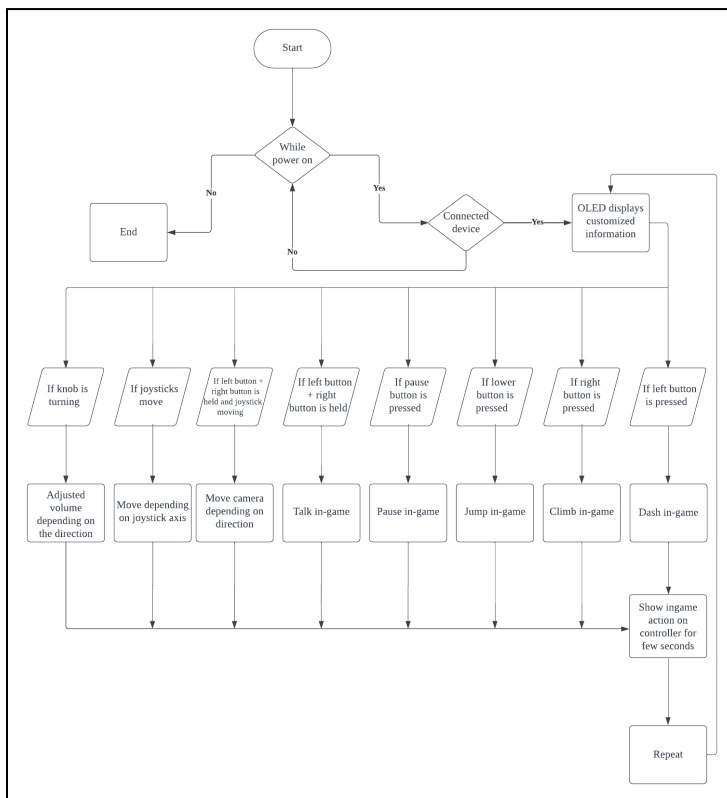 Start
While
power on
No
Yes
End
Connected
device
Yes
OLED displays
customized
information
No
If knob is
turning
If joysticks
move
If left button +
right button is
held and joystick
moving
If left button
+ right
button is held
If pause
button is
pressed
If lower
button is
pressed
If right
button is
pressed
If left button
is pressed
Adjusted
volume
depending on
the direction
Move depending
on joystick axis
Move camera
depending on
direction
Talk in-game
Pause in-game
Jump in-game
Climb in-game
Dash in-game
Show ingame
action on
controller for
few seconds
Repeat